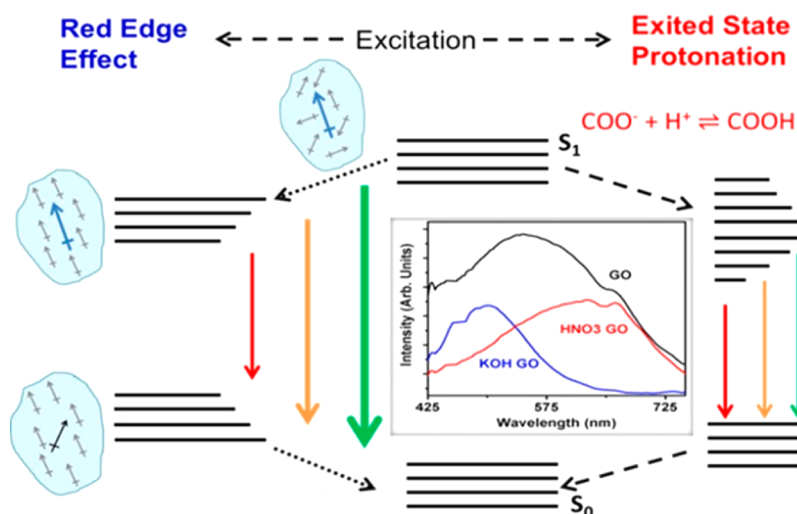 Red Edge
Effect
Excitation
Exited State
Protonation
COO⁻ + H⁺ ⇌ COOH
S₁
Intensity (Arb. Units)
GO
HNO3 GO
KOH GO
425
575
725
Wavelength (nm)
S₀